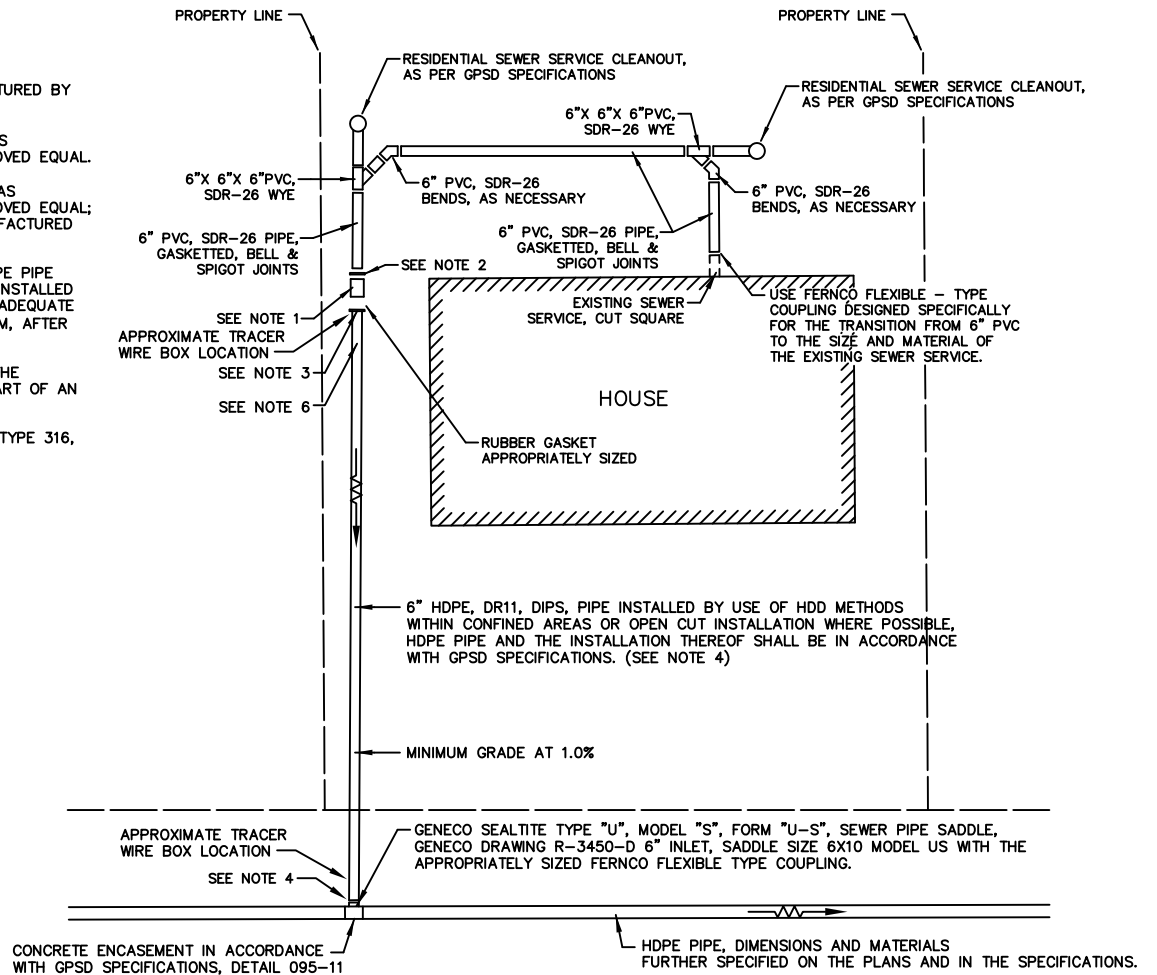 PROPERTY LINE
PROPERTY LINE
TURED BY
S
OVED EQUAL.
AS
OVED EQUAL;
FACTURED
PE PIPE
INSTALLED
ADEQUATE
M, AFTER
THE
ART OF AN
TYPE 316,
RESIDENTIAL SEWER SERVICE CLEANOUT,
AS PER GPSD SPECIFICATIONS
RESIDENTIAL SEWER SERVICE CLEANOUT,
AS PER GPSD SPECIFICATIONS
6"X 6"X 6"PVC,
SDR-26 WYE
6"X 6"X 6"PVC,
SDR-26 WYE
6" PVC, SDR-26
BENDS, AS NECESSARY
6" PVC, SDR-26
BENDS, AS NECESSARY
6" PVC, SDR-26 PIPE,
GASKETTED, BELL &
SPIGOT JOINTS
6" PVC, SDR-26 PIPE,
GASKETTED, BELL &
SPIGOT JOINTS
SEE NOTE 2
EXISTING SEWER
SERVICE, CUT SQUARE
USE FERNCO FLEXIBLE - TYPE
COUPLING DESIGNED SPECIFICALLY
FOR THE TRANSITION FROM 6" PVC
TO THE SIZE AND MATERIAL OF
THE EXISTING SEWER SERVICE.
SEE NOTE 1
APPROXIMATE TRACER
WIRE BOX LOCATION
SEE NOTE 3
SEE NOTE 6
HOUSE
RUBBER GASKET
APPROPRIATELY SIZED
6" HDPE, DR11, DIPS, PIPE INSTALLED BY USE OF HDD METHODS
WITHIN CONFINED AREAS OR OPEN CUT INSTALLATION WHERE POSSIBLE,
HDPE PIPE AND THE INSTALLATION THEREOF SHALL BE IN ACCORDANCE
WITH GPSD SPECIFICATIONS. (SEE NOTE 4)
MINIMUM GRADE AT 1.0%
APPROXIMATE TRACER
WIRE BOX LOCATION
SEE NOTE 4
GENECO SEALTITE TYPE "U", MODEL "S", FORM "U-S", SEWER PIPE SADDLE,
GENECO DRAWING R-3450-D 6" INLET, SADDLE SIZE 6X10 MODEL US WITH THE
APPROPRIATELY SIZED FERNCO FLEXIBLE TYPE COUPLING.
CONCRETE ENCASEMENT IN ACCORDANCE
WITH GPSD SPECIFICATIONS, DETAIL 095-11
HDPE PIPE, DIMENSIONS AND MATERIALS
FURTHER SPECIFIED ON THE PLANS AND IN THE SPECIFICATIONS.